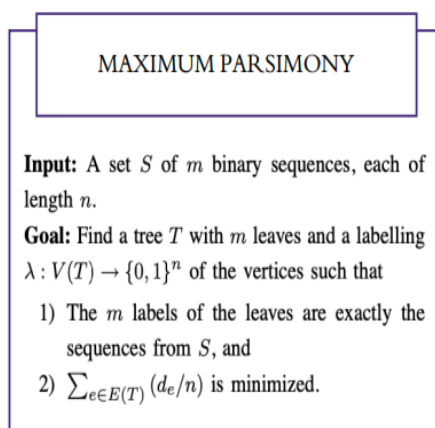 MAXIMUM PARSIMONY
Input: A set S of m binary sequences, each of
length n.
Goal: Find a tree T with m leaves and a labelling
λ : V(T) → {0, 1}ⁿ of the vertices such that
1) The m labels of the leaves are exactly the
sequences from S, and
2) ∑e∈E(T) (de/n) is minimized.